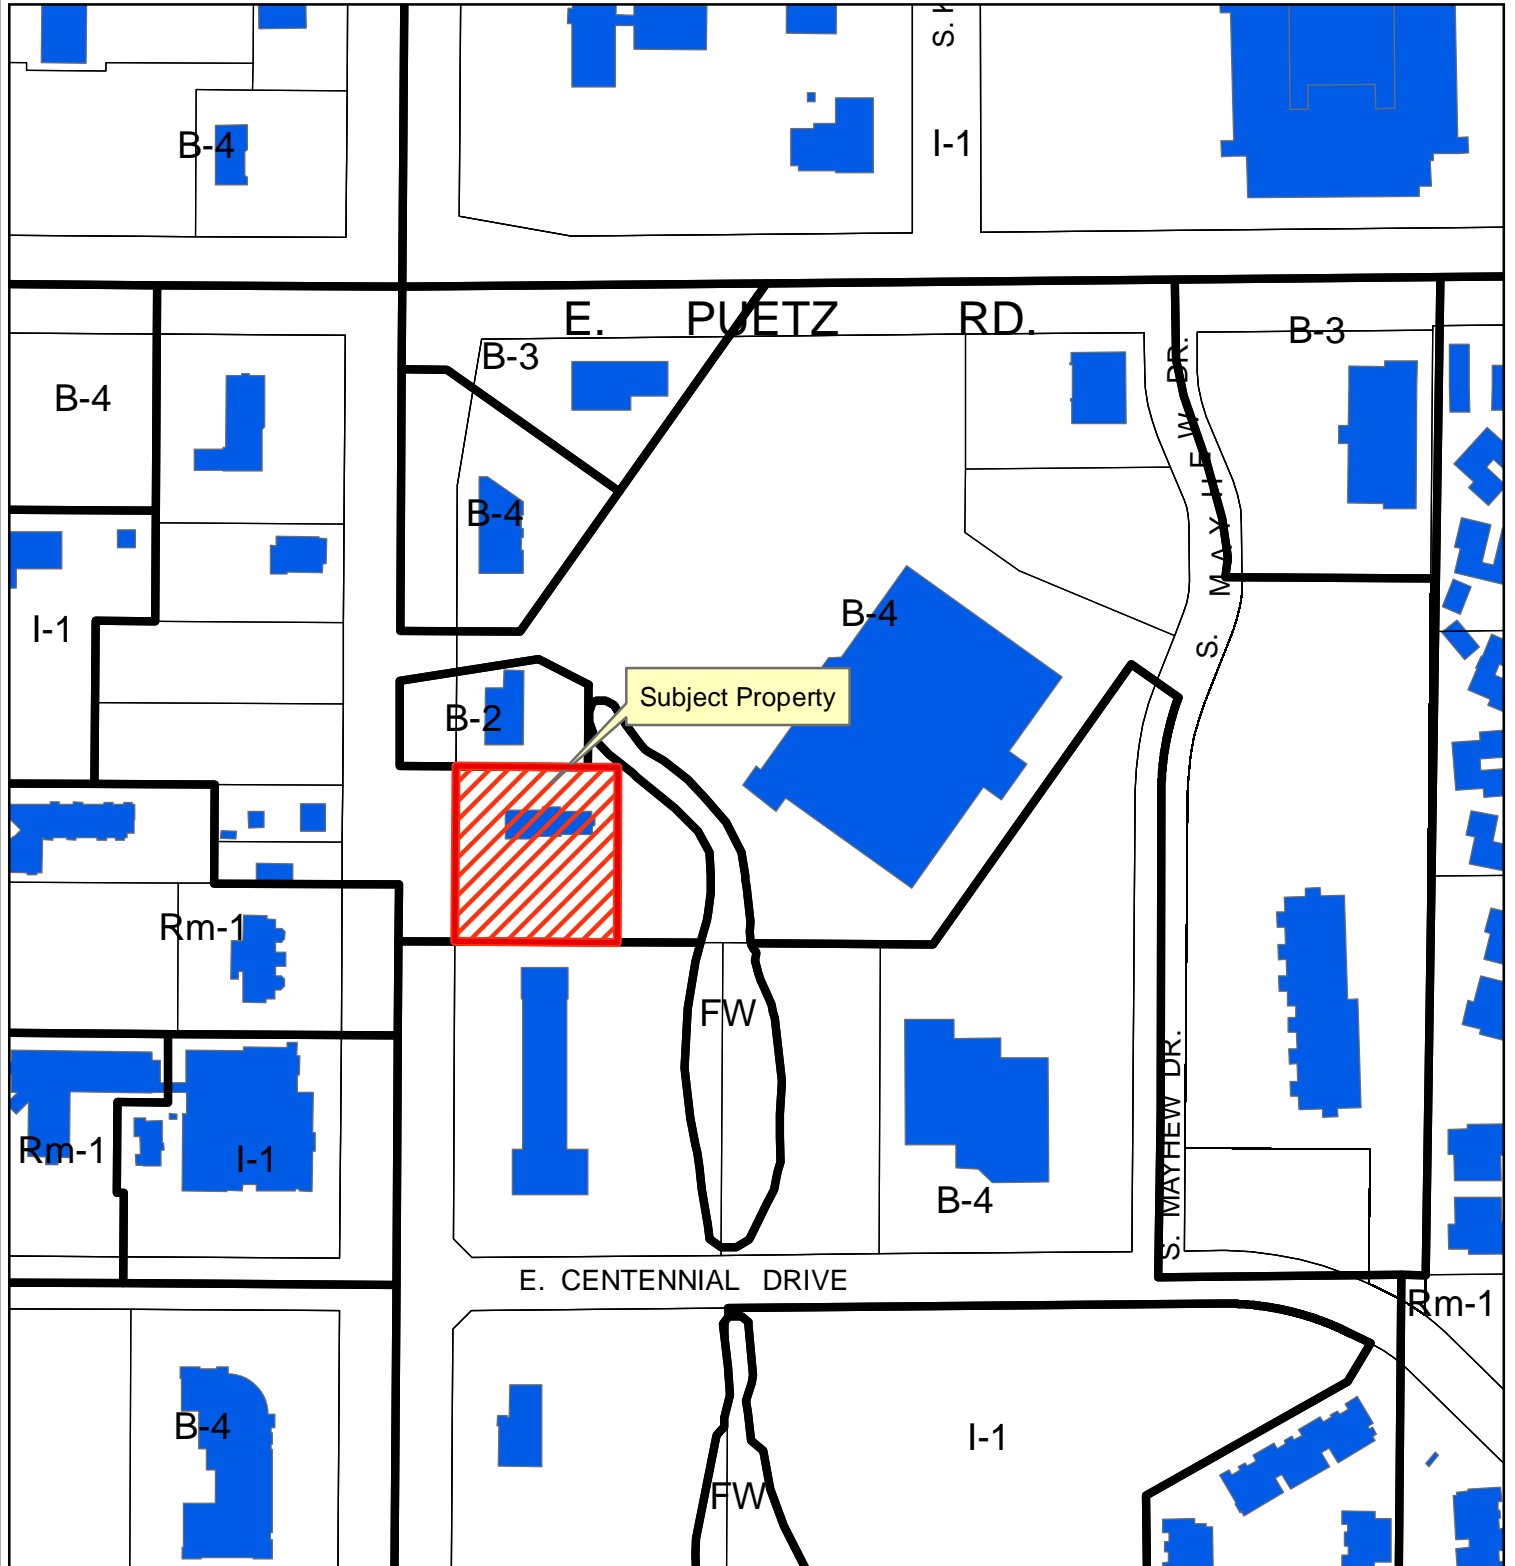 S.
B-4
I-1
E. PUETZ RD.
B-3
B-3
S. MAYHEW DR.
B-4
B-4
B-4
I-1
Subject Property
B-2
Rm-1
FW
S. MAYHEW DR.
Rm-1
I-1
B-4
E. CENTENNIAL DRIVE
Rm-1
B-4
I-1
FW